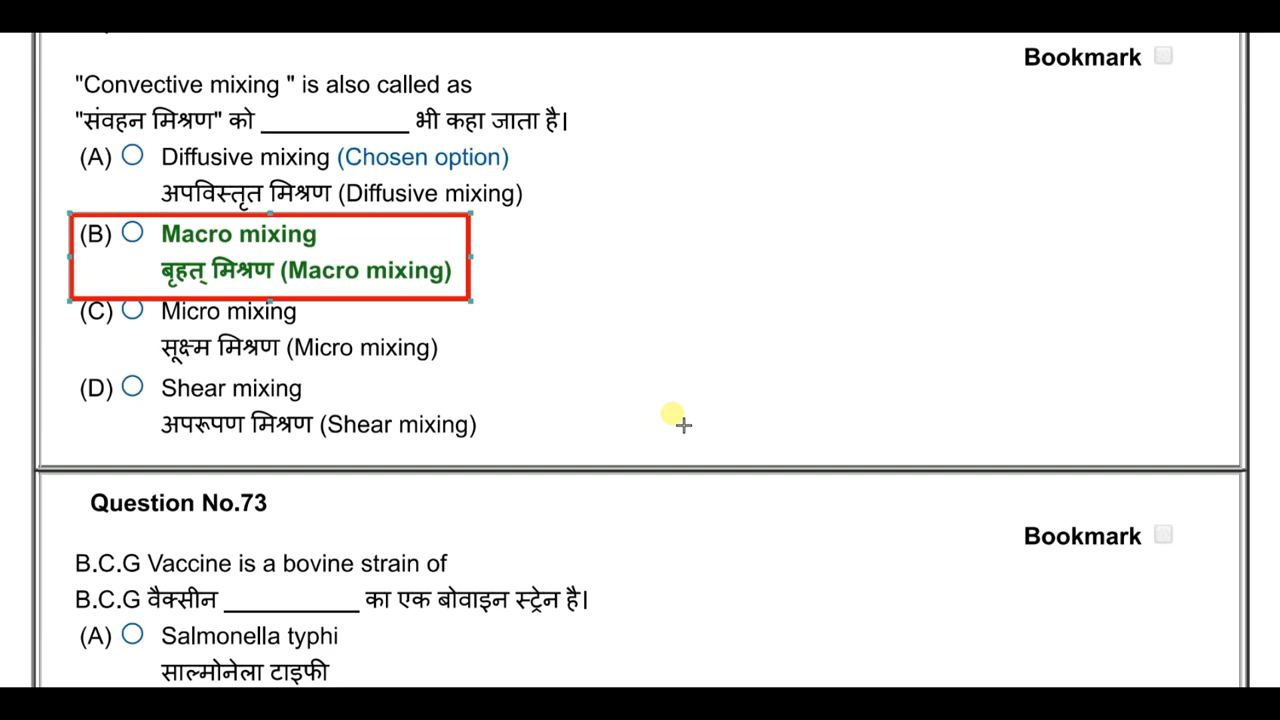 Bookmark
"Convective mixing " is also called as
"संवहन मिश्रण" को ____________ भी कहा जाता है।
(A) Diffusive mixing (Chosen option)
अपविस्तृत मिश्रण (Diffusive mixing)
(B) Macro mixing
बृहत् मिश्रण (Macro mixing)
(C) Micro mixing
सूक्ष्म मिश्रण (Micro mixing)
(D) Shear mixing
अपरूपण मिश्रण (Shear mixing)
Question No.73
Bookmark
B.C.G Vaccine is a bovine strain of
B.C.G वैक्सीन ___________ का एक बोवाइन स्ट्रेन है।
(A) Salmonella typhi
साल्मोनेला टाइफी